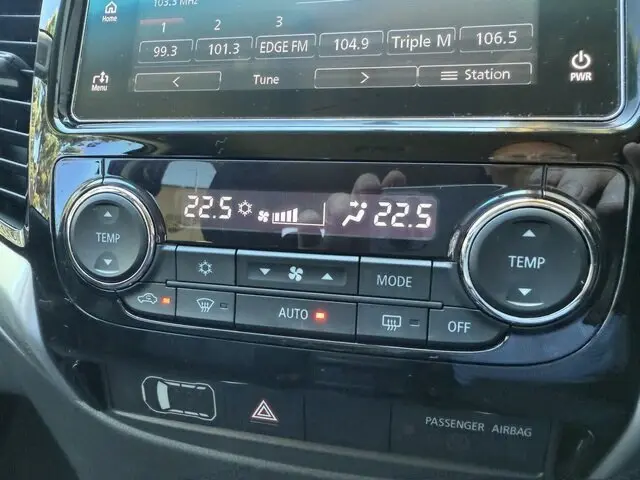 103.3 MHz
Home
1 2 3
99.3 101.3 EDGE FM 104.9 Triple M 106.5
Menu
< Tune > Station
PWR
22.5 22.5
TEMP
TEMP
MODE
AUTO
OFF
PASSENGER AIRBAG